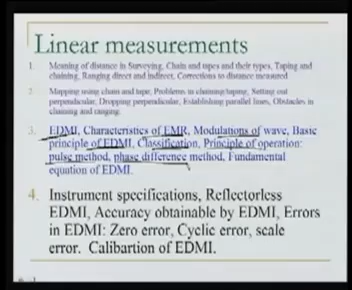 Linear measurements
1. Meaning of distance in Surveying, Chain and tapes and their types, Taping and
chaining, Ranging direct and indirect, Corrections to distance measured
2. Mapping using chain and tape, Problems in chaining/taping, Setting out
perpendicular, Dropping perpendicular, Establishing parallel lines, Obstacles in
chaining and ranging.
3. EDMI, Characteristics of EMR, Modulations of wave, Basic
principle of EDMI, Classification, Principle of operation:
pulse method, phase difference method, Fundamental
equation of EDMI.
4. Instrument specifications, Reflectorless
EDMI, Accuracy obtainable by EDMI, Errors
in EDMI: Zero error, Cyclic error, scale
error. Calibartion of EDMI.